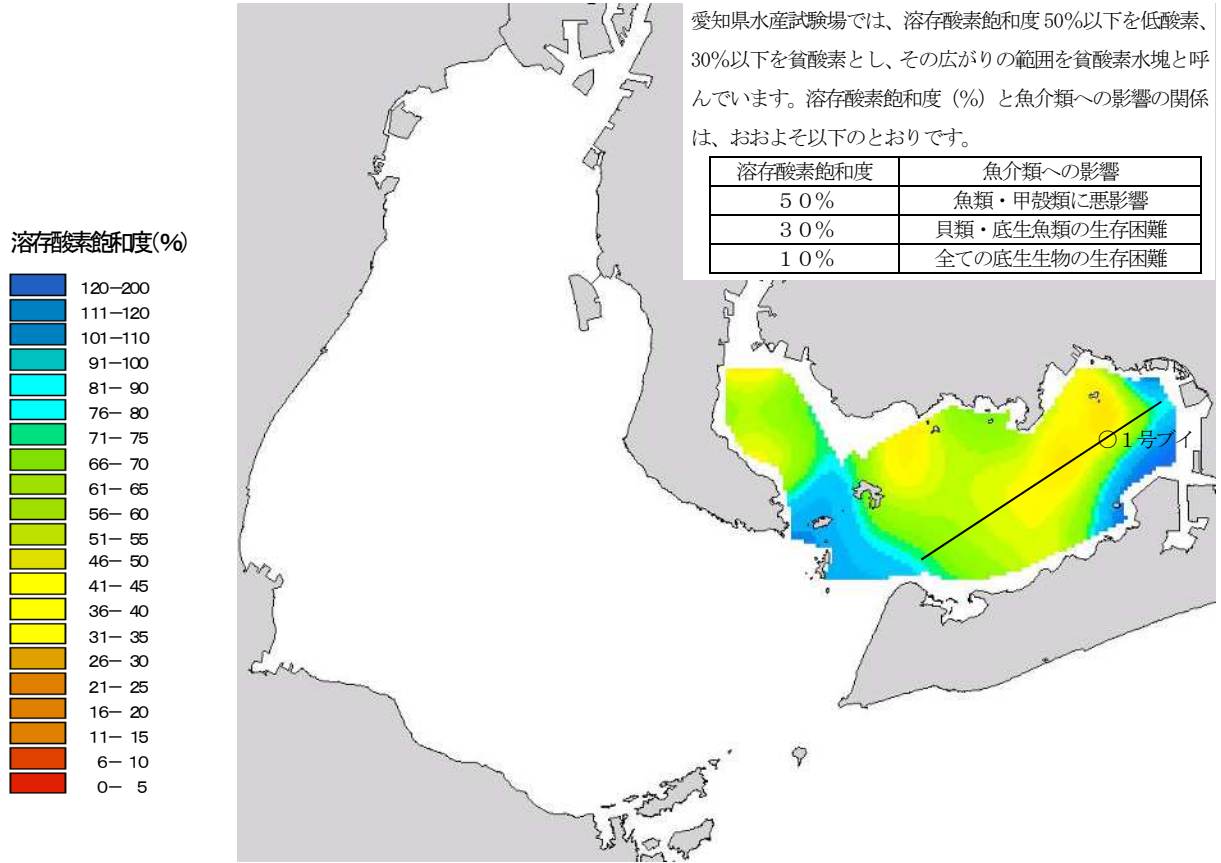 愛知県水産試験場では、溶存酸素飽和度 50%以下を低酸素、
30%以下を貧酸素とし、その広がりの範囲を貧酸素水塊と呼
んでいます。溶存酸素飽和度（%）と魚介類への影響の関係
は、おおよそ以下のとおりです。
溶存酸素飽和度 魚介類への影響
５０% 魚類・甲殻類に悪影響
３０% 貝類・底生魚類の生存困難
１０% 全ての底生生物の生存困難
溶存酸素飽和度(%)
120－200
111－120
101－110
91－100
81－ 90
76－ 80
71－ 75
66－ 70
61－ 65
56－ 60
51－ 55
46－ 50
41－ 45
36－ 40
31－ 35
26－ 30
21－ 25
16－ 20
11－ 15
6－ 10
0－ 5
○１号ブイ